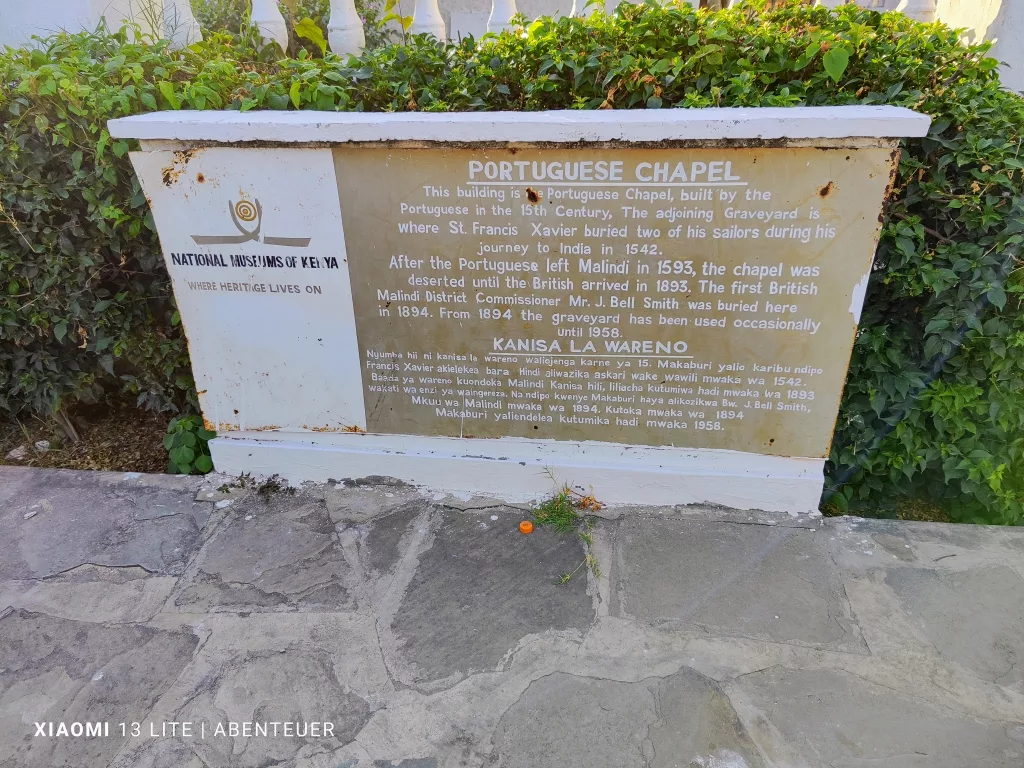 NATIONAL MUSEUMS OF KENYA
WHERE HERITAGE LIVES ON
PORTUGUESE CHAPEL
This building is the Portuguese Chapel, built by the
Portuguese in the 15th Century, The adjoining Graveyard is
where St. Francis Xavier buried two of his sailors during his
journey to India in 1542.
After the Portuguese left Malindi in 1593, the chapel was
deserted until the British arrived in 1893. The first British
Malindi District Commissioner Mr. J. Bell Smith was buried here
in 1894. From 1894 the graveyard has been used occasionally
until 1958.
KANISA LA WARENO
Nyumba hii ni kanisa la wareno waliojenga karne ya 15. Makaburi yalio karibu ndipo
Francis Xavier akielekea bara Hindi aliwazika askari wake wawili mwaka wa 1542.
Baada ya wareno kuondoka Malindi Kanisa hili, liliacha kutumiwa hadi mwaka wa 1893
wakati wa enzi ya waingereza. Na ndipo kwenye Makaburi haya alikozikwa Bw. J. Bell Smith,
Mkuu wa Malindi mwaka wa 1894. Kutoka mwaka wa 1894
Makaburi yaliendelea kutumika hadi mwaka 1958.
XIAOMI 13 LITE | ABENTEUER